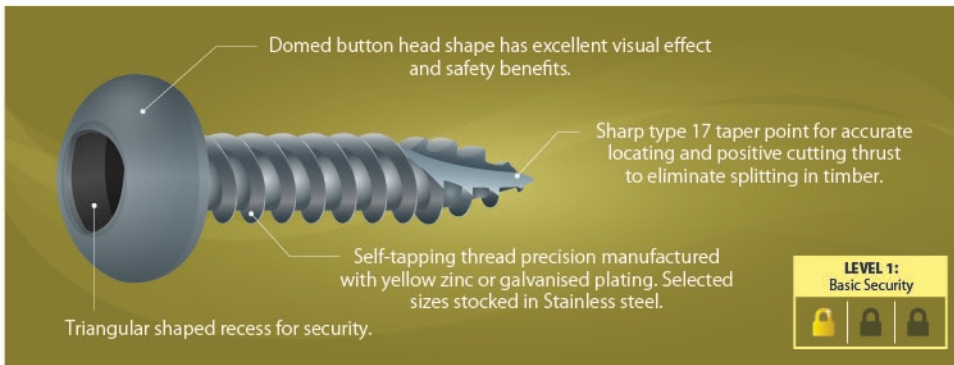 Domed button head shape has excellent visual effect
and safety benefits.
Sharp type 17 taper point for accurate
locating and positive cutting thrust
to eliminate splitting in timber.
Self-tapping thread precision manufactured
with yellow zinc or galvanised plating. Selected
sizes stocked in Stainless steel.
Triangular shaped recess for security.
LEVEL 1:
Basic Security